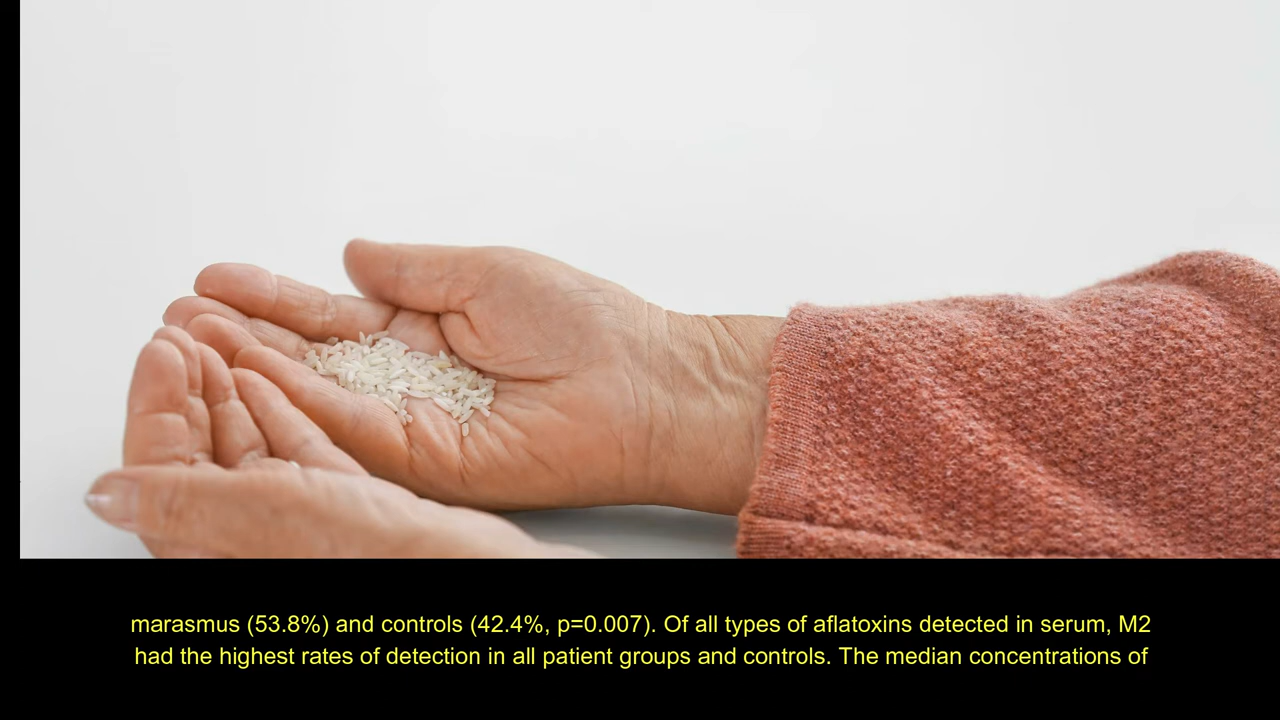 marasmus (53.8%) and controls (42.4%, p=0.007). Of all types of aflatoxins detected in serum, M2
had the highest rates of detection in all patient groups and controls. The median concentrations of